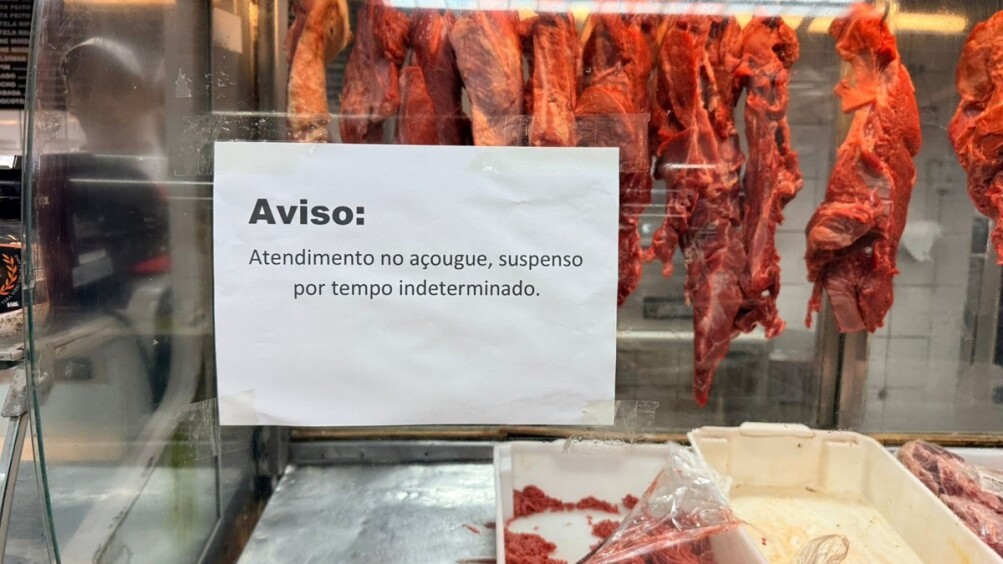 Aviso:
Atendimento no açougue, suspenso
por tempo indeterminado.